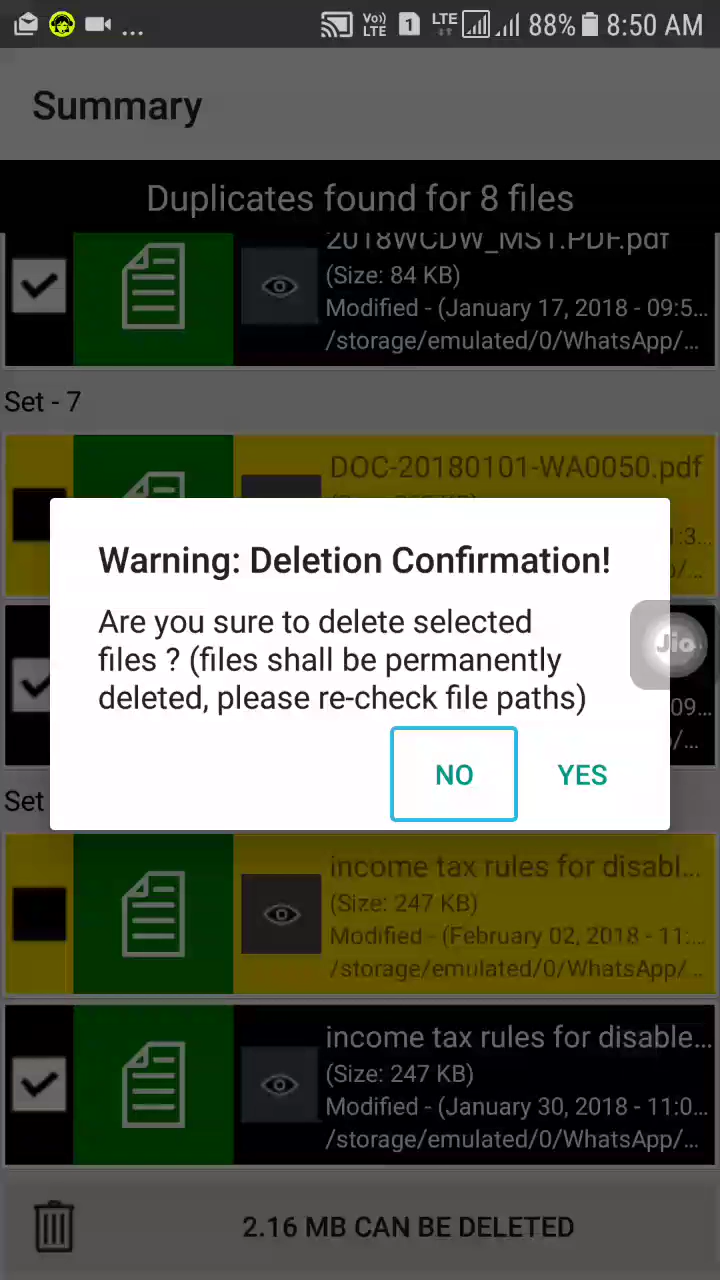 ... Vo) LTE 1 LTE 88% 8:50 AM
Summary
Duplicates found for 8 files
2018WCDW_MST.PDF.pdf
(Size: 84 KB)
Modified - (January 17, 2018 - 09:5...
/storage/emulated/0/WhatsApp/...
Set - 7
DOC-20180101-WA0050.pdf
Warning: Deletion Confirmation!
Are you sure to delete selected
files ? (files shall be permanently
deleted, please re-check file paths)
Jio
NO YES
Set
income tax rules for disabl...
(Size: 247 KB)
Modified - (February 02, 2018 - 11:...
/storage/emulated/0/WhatsApp/...
income tax rules for disable...
(Size: 247 KB)
Modified - (January 30, 2018 - 11:0...
/storage/emulated/0/WhatsApp/...
2.16 MB CAN BE DELETED